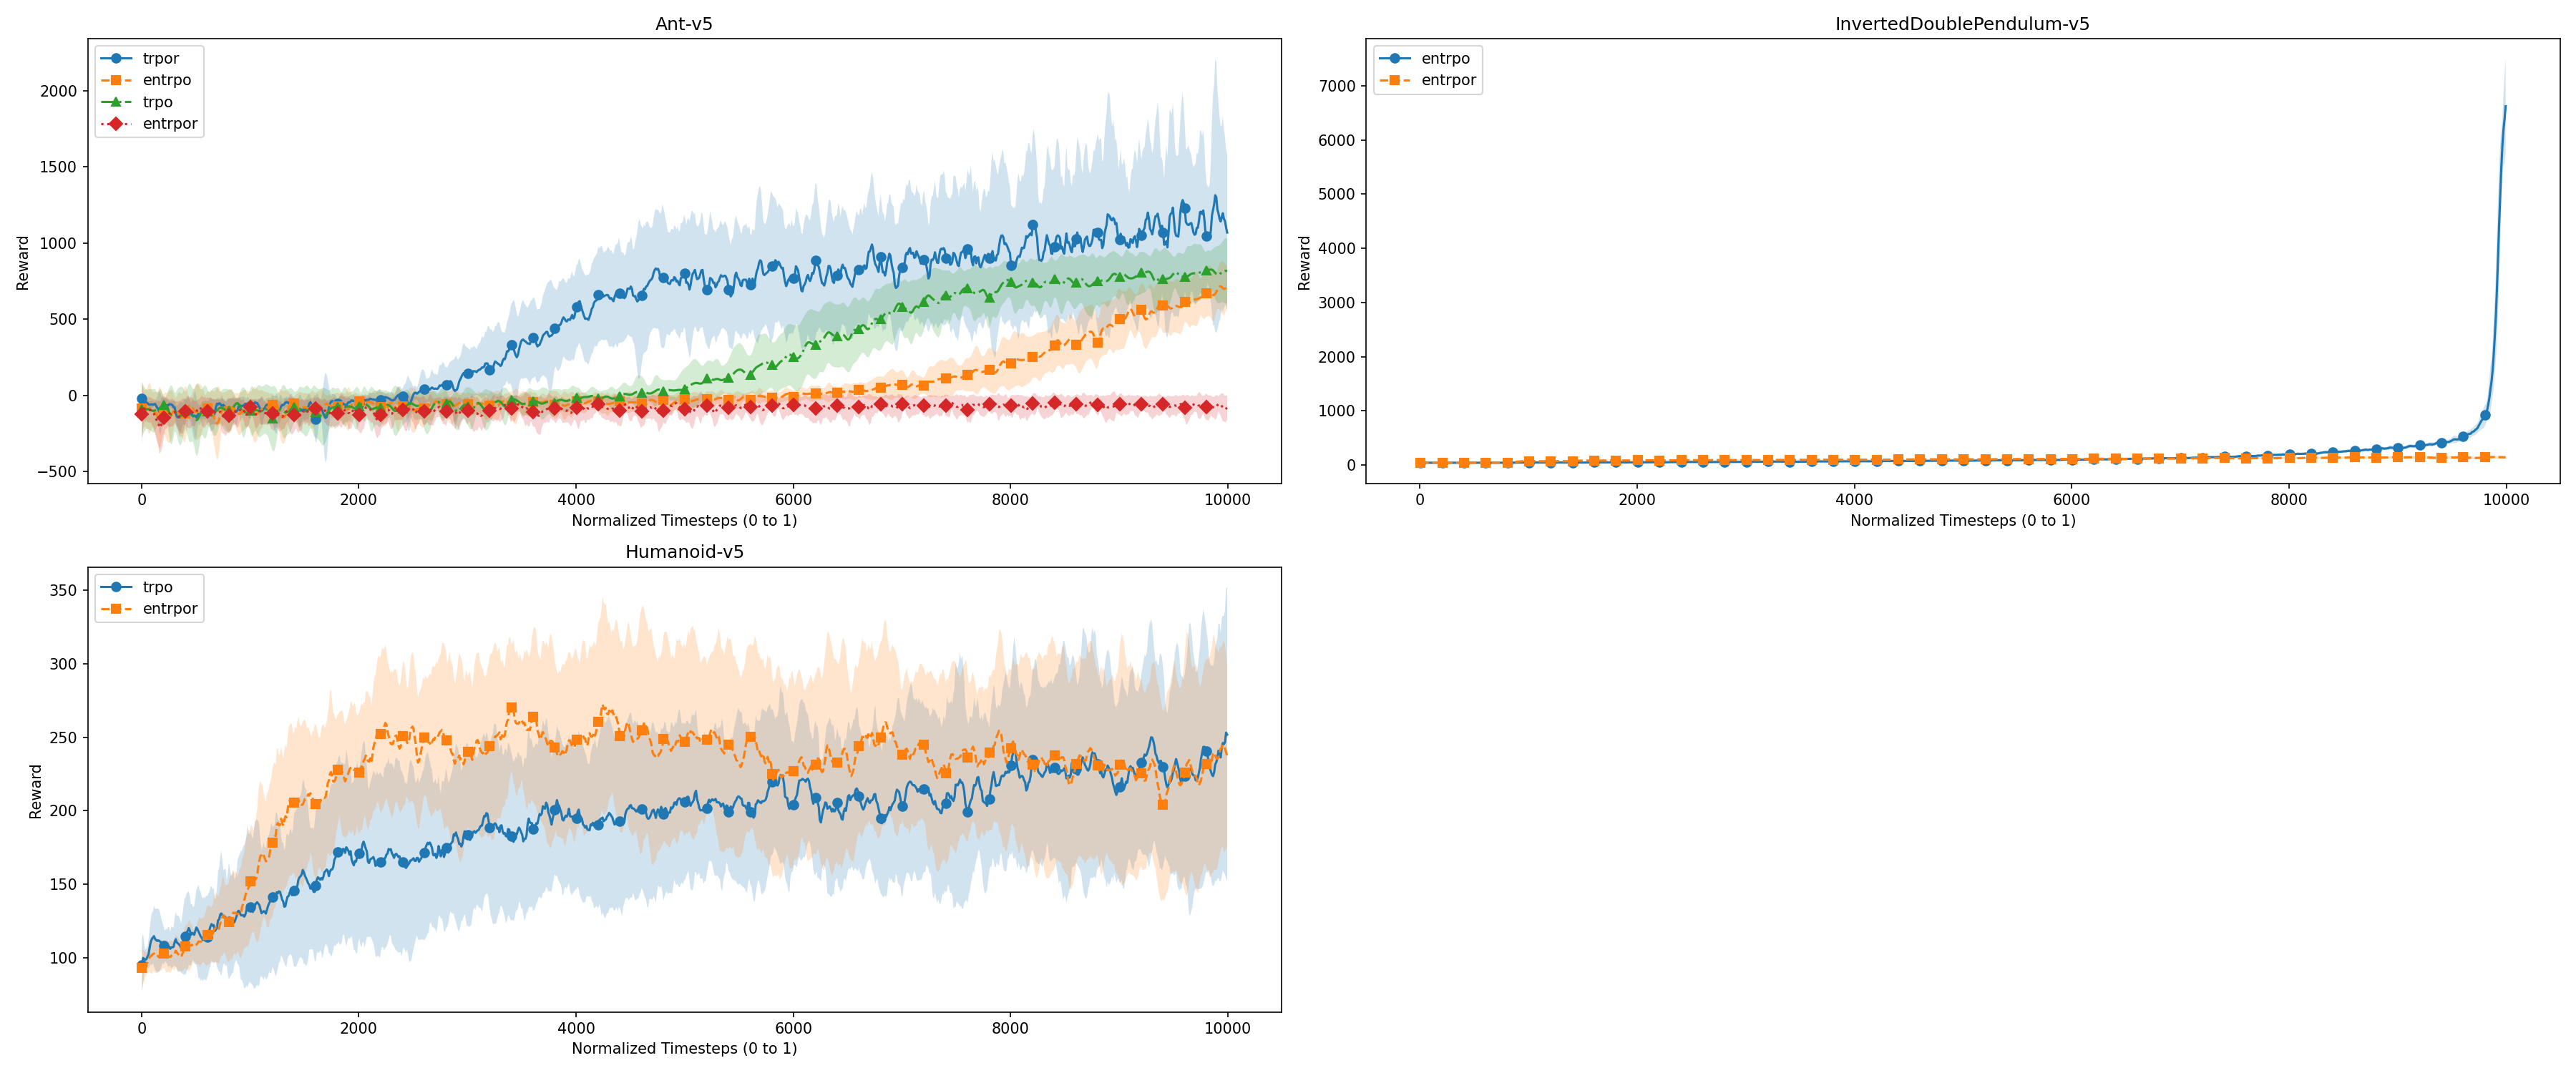 Ant-v5
trpor
entrpo
trpo
entrpor
2000
1500
1000
500
0
−500
Reward
0 2000 4000 6000 8000 10000
Normalized Timesteps (0 to 1)
InvertedDoublePendulum-v5
entrpo
entrpor
7000
6000
5000
4000
3000
2000
1000
0
Reward
0 2000 4000 6000 8000 10000
Normalized Timesteps (0 to 1)
Humanoid-v5
trpo
entrpor
350
300
250
200
150
100
Reward
0 2000 4000 6000 8000 10000
Normalized Timesteps (0 to 1)